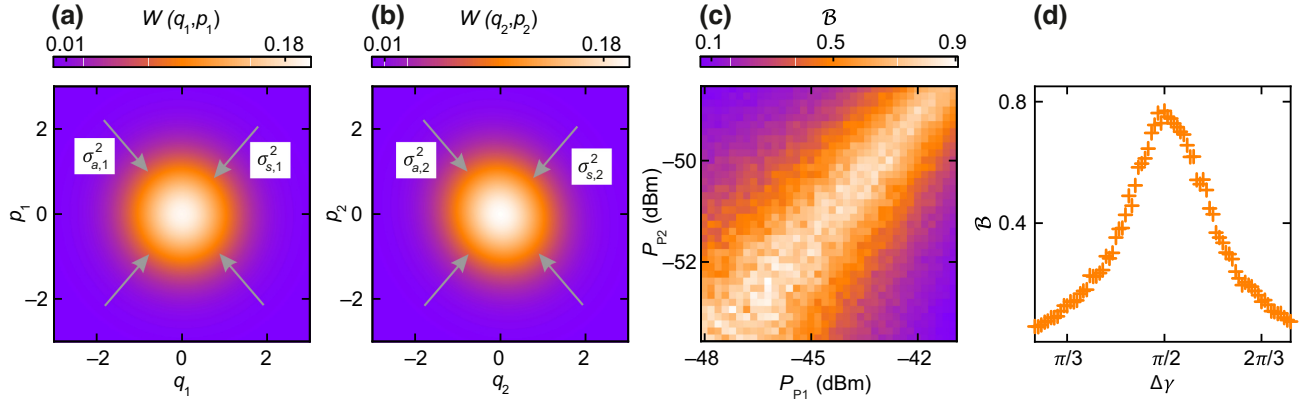 (a)
W (q₁,p₁)
0.01 0.18
2
0
−2
p₁
−2 0 2
q₁
σ²ₐ,₁
σ²ₛ,₁
(b)
W (q₂,p₂)
0.01 0.18
2
0
−2
p₂
−2 0 2
q₂
σ²ₐ,₂
σ²ₛ,₂
(c)
ℬ
0.1 0.5 0.9
−50
−52
P_P2 (dBm)
−48 −45 −42
P_P1 (dBm)
(d)
0.8
0.4
ℬ
π/3 π/2 2π/3
Δγ